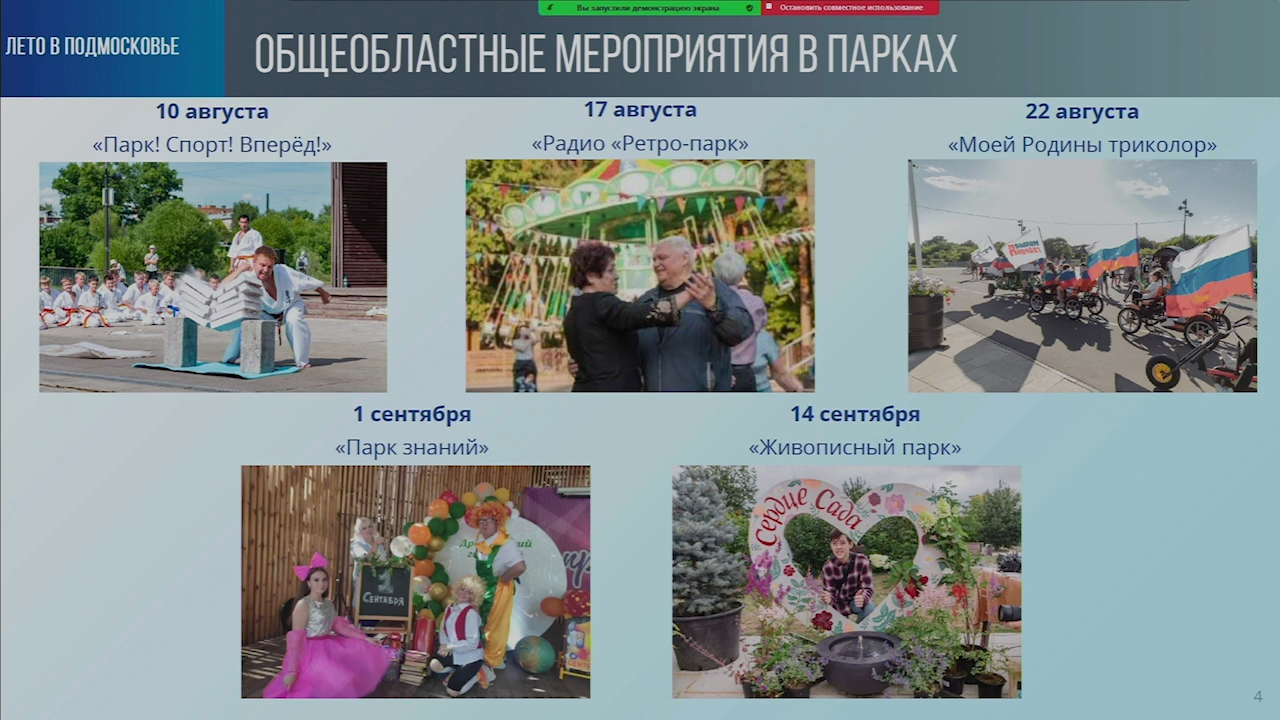 Вы запустили демонстрацию экрана
Остановить совместное использование
ЛЕТО В ПОДМОСКОВЬЕ
ОБЩЕОБЛАСТНЫЕ МЕРОПРИЯТИЯ В ПАРКАХ
10 августа
«Парк! Спорт! Вперёд!»
17 августа
«Радио «Ретро-парк»
22 августа
«Моей Родины триколор»
1 сентября
«Парк знаний»
1
Сентября
14 сентября
«Живописный парк»
Сердце Сада
4